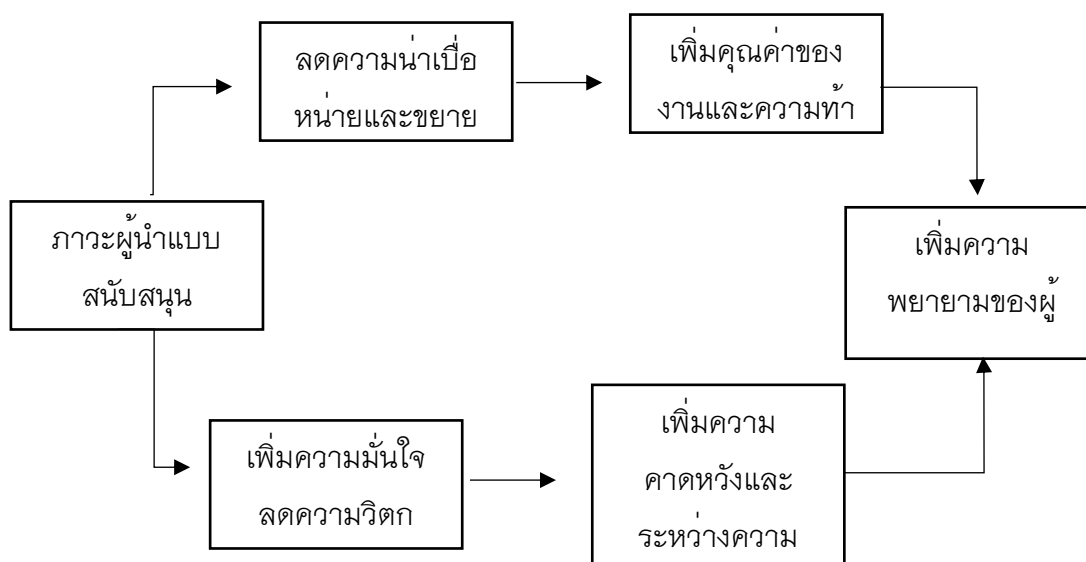 ลดความน่าเบื่อ
หน่ายและขยาย
เพิ่มคุณค่าของ
งานและความท้า
ภาวะผู้นำแบบ
สนับสนุน
เพิ่มความ
พยายามของผู้
เพิ่มความมั่นใจ
ลดความวิตก
เพิ่มความ
คาดหวังและ
ระหว่างความ